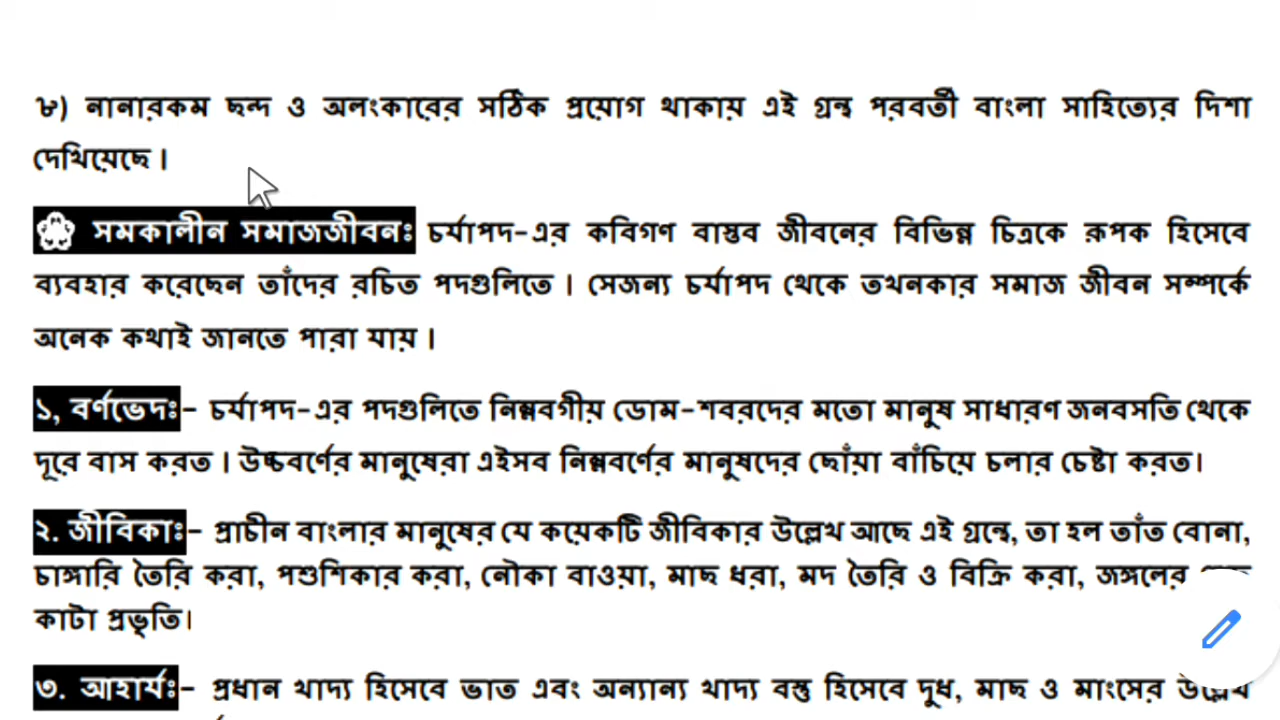 ৮) নানারকম ছন্দ ও অলংকারের সঠিক প্রয়োগ থাকায় এই গ্রন্থ পরবর্তী বাংলা সাহিত্যের দিশা
দেখিয়েছে।
সমকালীন সমাজজীবনঃ চর্যাপদ-এর কবিগণ বাস্তব জীবনের বিভিন্ন চিত্রকে রূপক হিসেবে
ব্যবহার করেছেন তাঁদের রচিত পদগুলিতে। সেজন্য চর্যাপদ থেকে তখনকার সমাজ জীবন সম্পর্কে
অনেক কথাই জানতে পারা যায়।
১, বর্ণভেদঃ- চর্যাপদ-এর পদগুলিতে নিম্নবর্গীয় ডোম-শবরদের মতো মানুষ সাধারণ জনবসতি থেকে
দূরে বাস করত। উচ্চবর্ণের মানুষেরা এইসব নিম্নবর্ণের মানুষদের ছোঁয়া বাঁচিয়ে চলার চেষ্টা করত।
২. জীবিকাঃ- প্রাচীন বাংলার মানুষের যে কয়েকটি জীবিকার উল্লেখ আছে এই গ্রন্থে, তা হল তাঁত বোনা,
চাঙ্গারি তৈরি করা, পশুশিকার করা, নৌকা বাওয়া, মাছ ধরা, মদ তৈরি ও বিক্রি করা, জঙ্গলের
কাটা প্রভৃতি।
৩. আহার্যঃ- প্রধান খাদ্য হিসেবে ভাত এবং অন্যান্য খাদ্য বস্তু হিসেবে দুধ, মাছ ও মাংসের উল্লেখ